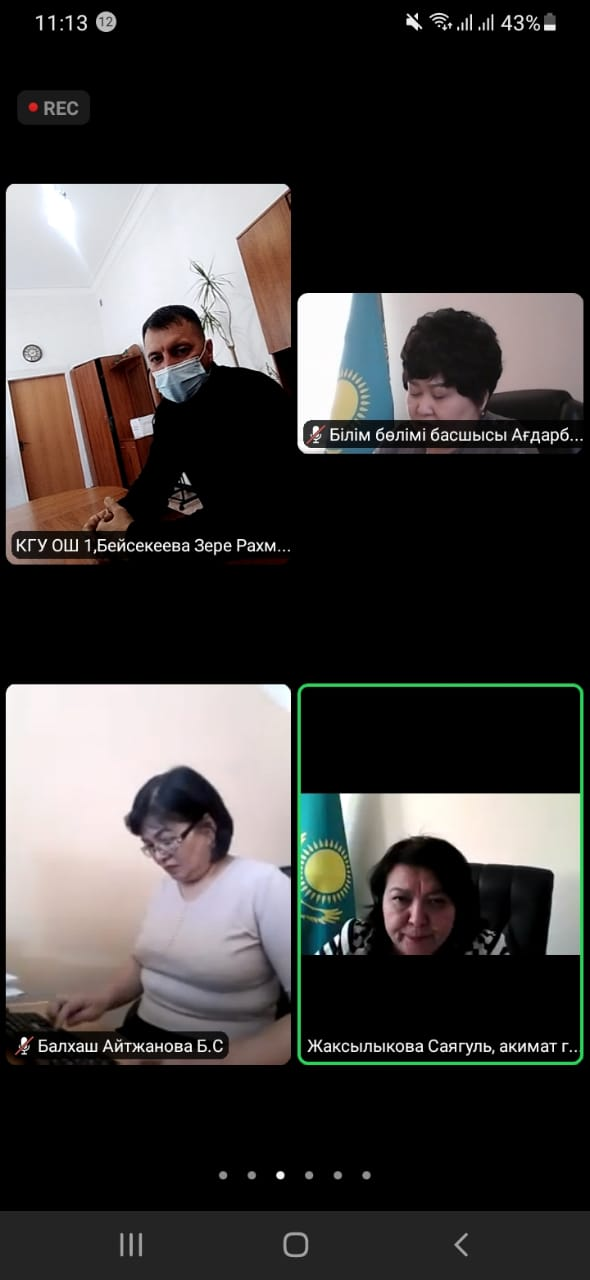 11:13 12 43%
REC
Білім бөлімі басшысы Ағдарб...
КГУ ОШ 1,Бейсекеева Зере Рахм...
Балхаш Айтжанова Б.С
Жаксылыкова Саягуль, акимат г...